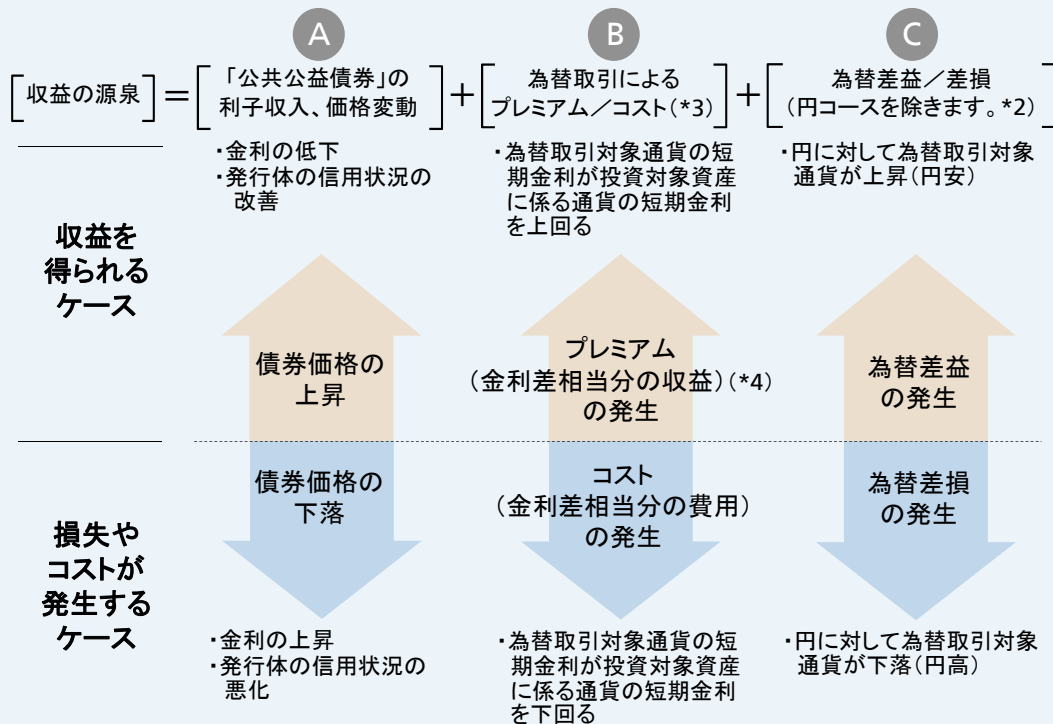 A
B
C
[収益の源泉]=[「公共公益債券」の
利子収入、価格変動]+[為替取引による
プレミアム/コスト(*3)]+[為替差益/差損
(円コースを除きます。*2)]
・金利の低下
・発行体の信用状況の
改善
・為替取引対象通貨の短
期金利が投資対象資産
に係る通貨の短期金利
を上回る
・円に対して為替取引対象
通貨が上昇(円安)
収益を
得られる
ケース
債券価格の
上昇
プレミアム
(金利差相当分の収益)(*4)
の発生
為替差益
の発生
債券価格の
下落
コスト
(金利差相当分の費用)
の発生
為替差損
の発生
損失や
コストが
発生する
ケース
・金利の上昇
・発行体の信用状況の
悪化
・為替取引対象通貨の短
期金利が投資対象資産
に係る通貨の短期金利
を下回る
・円に対して為替取引対象
通貨が下落(円高)